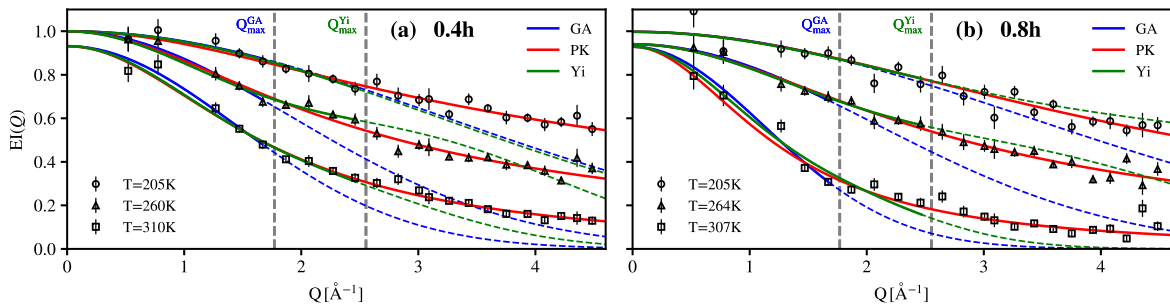 Q_max^GA Q_max^Yi (a) 0.4h
GA
PK
Yi
EI(Q)
1.0
0.8
0.6
0.4
0.2
0.0
T=205K
T=260K
T=310K
0 1 2 3 4
Q [Å⁻¹]
Q_max^GA Q_max^Yi (b) 0.8h
GA
PK
Yi
T=205K
T=264K
T=307K
0 1 2 3 4
Q [Å⁻¹]